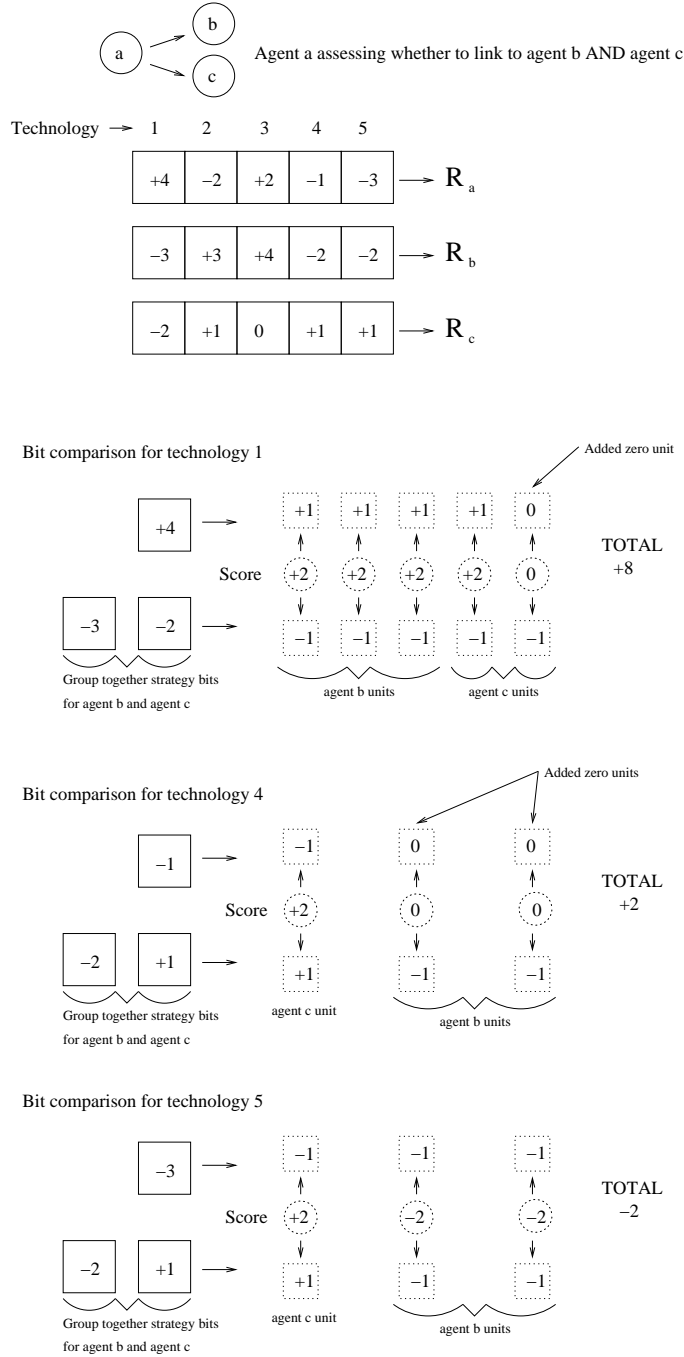 b
a
Agent a assessing whether to link to agent b AND agent c
c
Technology 1 2 3 4 5
+4 −2 +2 −1 −3 R a
−3 +3 +4 −2 −2 R b
−2 +1 0 +1 +1 R c
Bit comparison for technology 1
Added zero unit
+4 +1 +1 +1 +1 0
TOTAL
+8
Score +2 +2 +2 +2 0
−3 −2 −1 −1 −1 −1 −1
Group together strategy bits
for agent b and agent c
agent b units agent c units
Bit comparison for technology 4
Added zero units
−1 −1 0 0
TOTAL
+2
Score +2 0 0
−2 +1 +1 −1 −1
Group together strategy bits
for agent b and agent c
agent c unit agent b units
Bit comparison for technology 5
−3 −1 −1 −1
TOTAL
−2
Score +2 −2 −2
−2 +1 +1 −1 −1
Group together strategy bits
for agent b and agent c
agent c unit agent b units